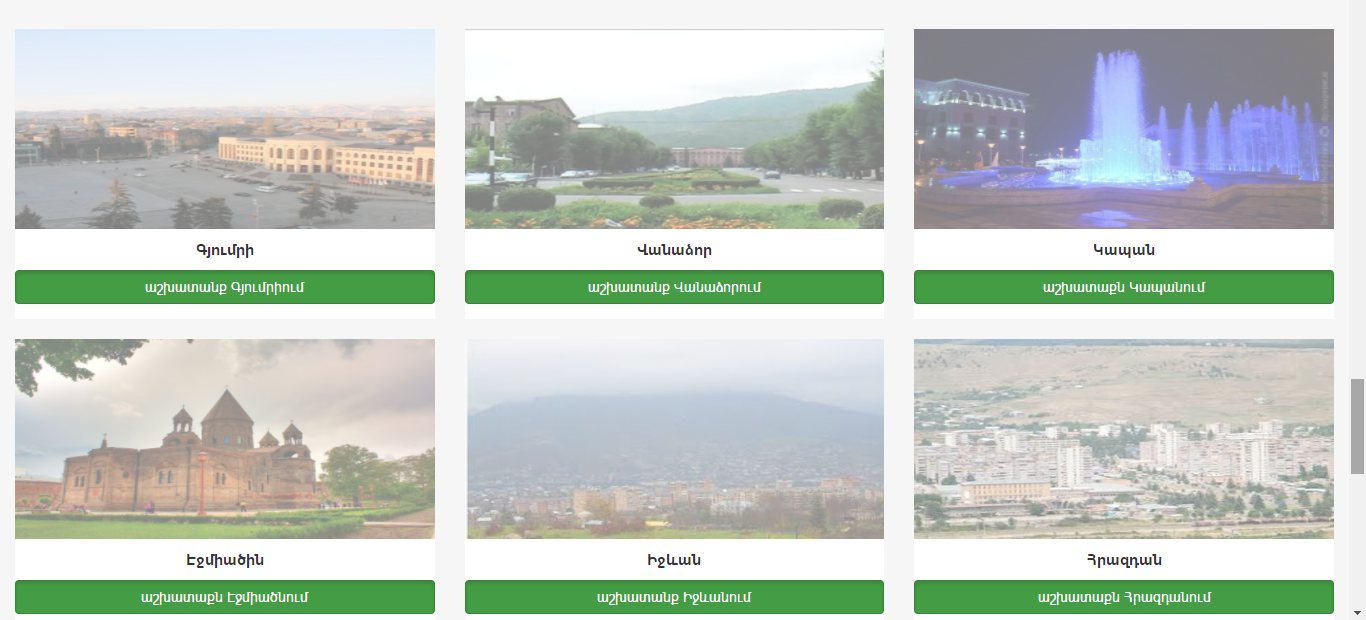 Գյումրի
Վանաձոր
Կապան
աշխատանք Գյումրիում
աշխատանք Վանաձորում
աշխատաքն Կապանում
Էջմիածին
Իջևան
Հրազդան
աշխատաքն Էջմիածնում
աշխատանք Իջևանում
աշխատաքն Հրազդանում